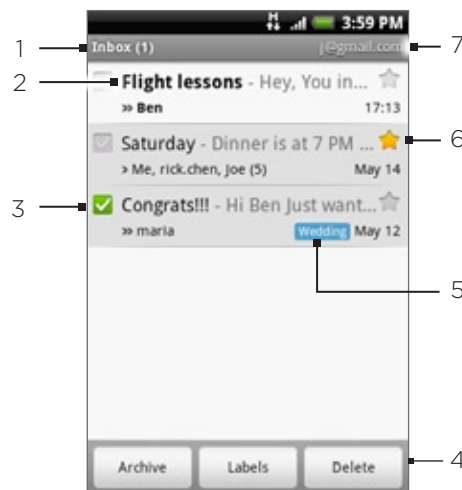 H 3:59 PM
1 Inbox (1) j@gmail.com 7
2 Flight lessons - Hey, You in...
» Ben 17:13
Saturday - Dinner is at 7 PM ... 6
› Me, rick.chen, Joe (5) May 14
3 Congrats!!! - Hi Ben Just want...
» maria Wedding May 12
5
Archive Labels Delete 4